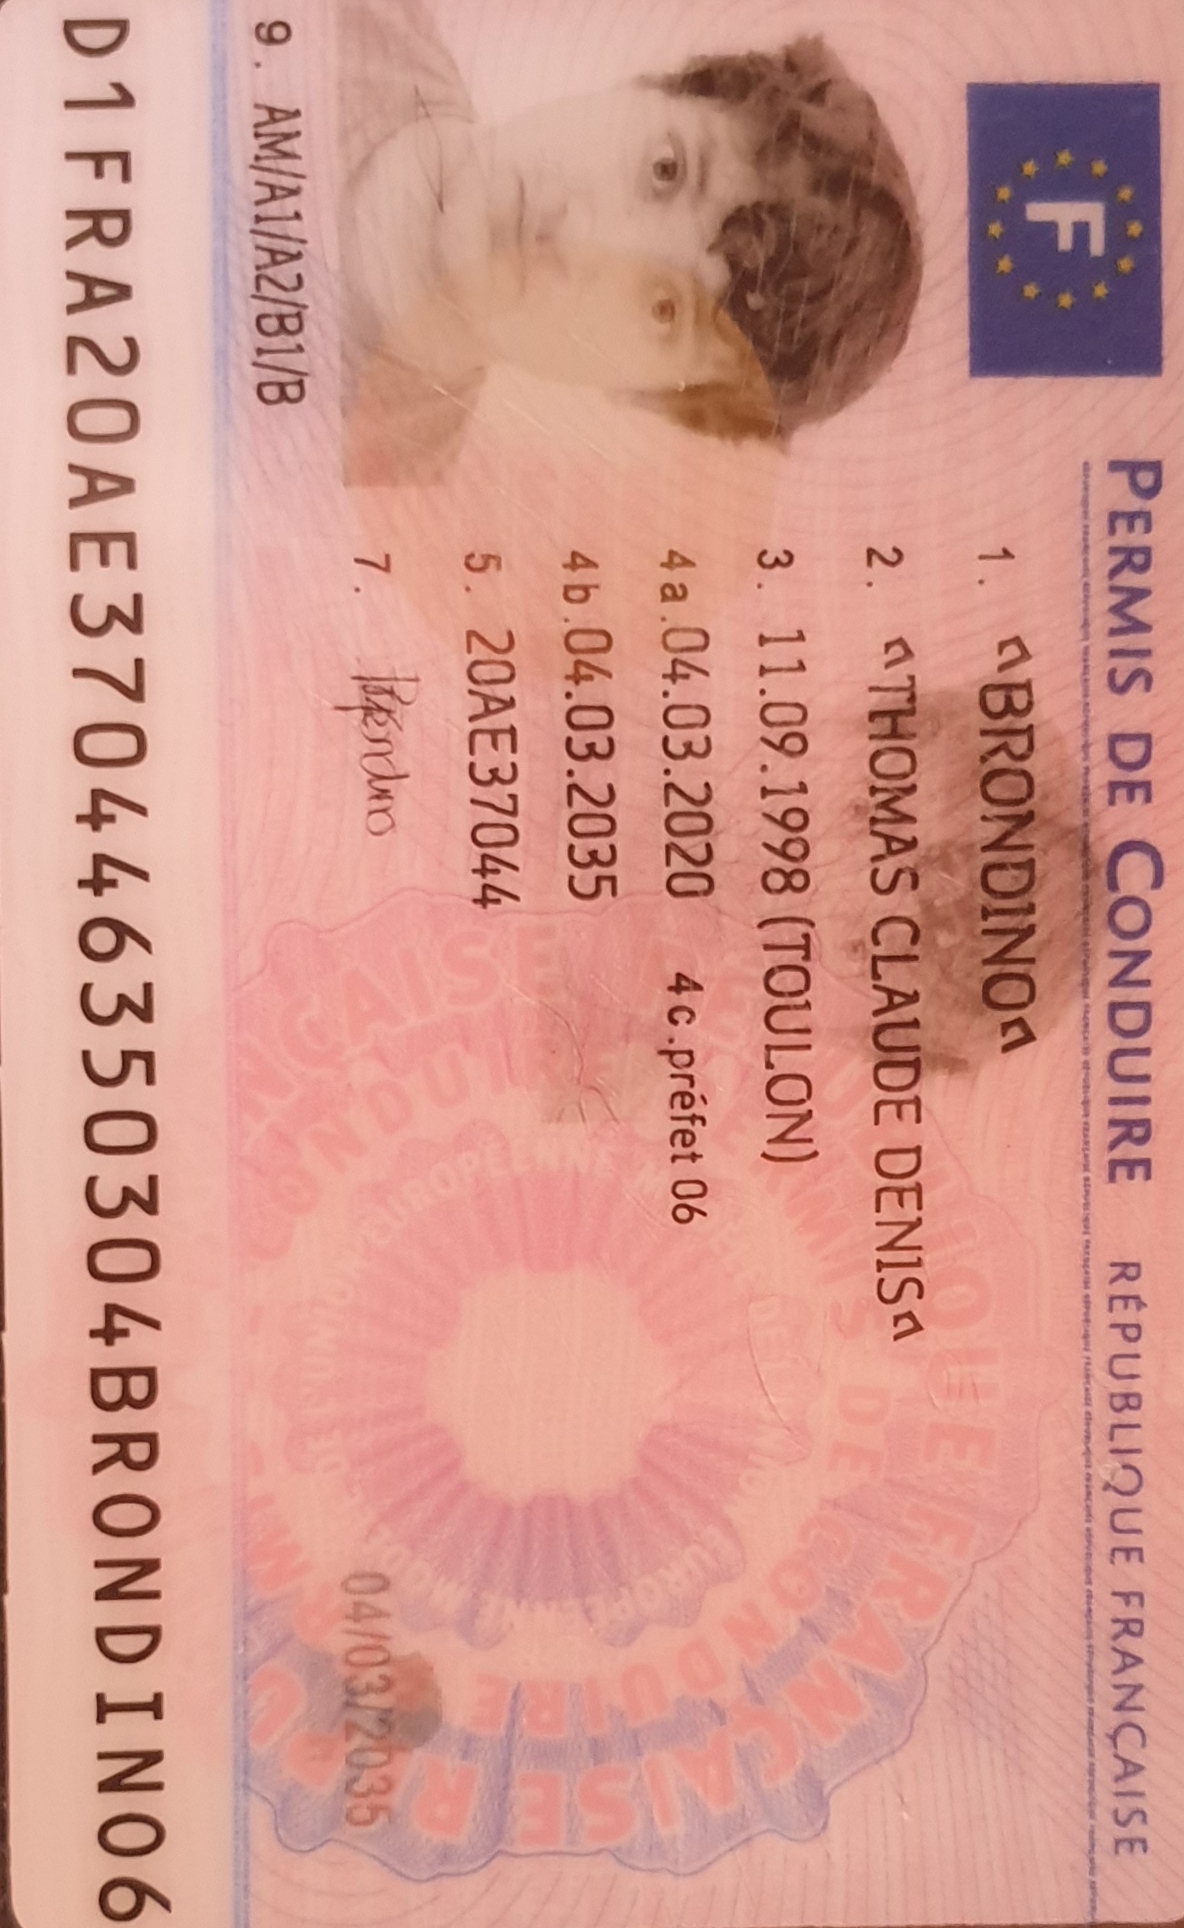 F
PERMIS DE CONDUIRE RÉPUBLIQUE FRANÇAISE
1. BRONDINO
2. THOMAS CLAUDE DENIS
3. 11.09.1998 (TOULON)
4a.04.03.2020 4c.préfet 06
4b.04.03.2035
5. 20AE37044
7.
04/03/2035
9. AM/A1/A2/B1/B
D1FRA20AE370446350304BRONDINO6